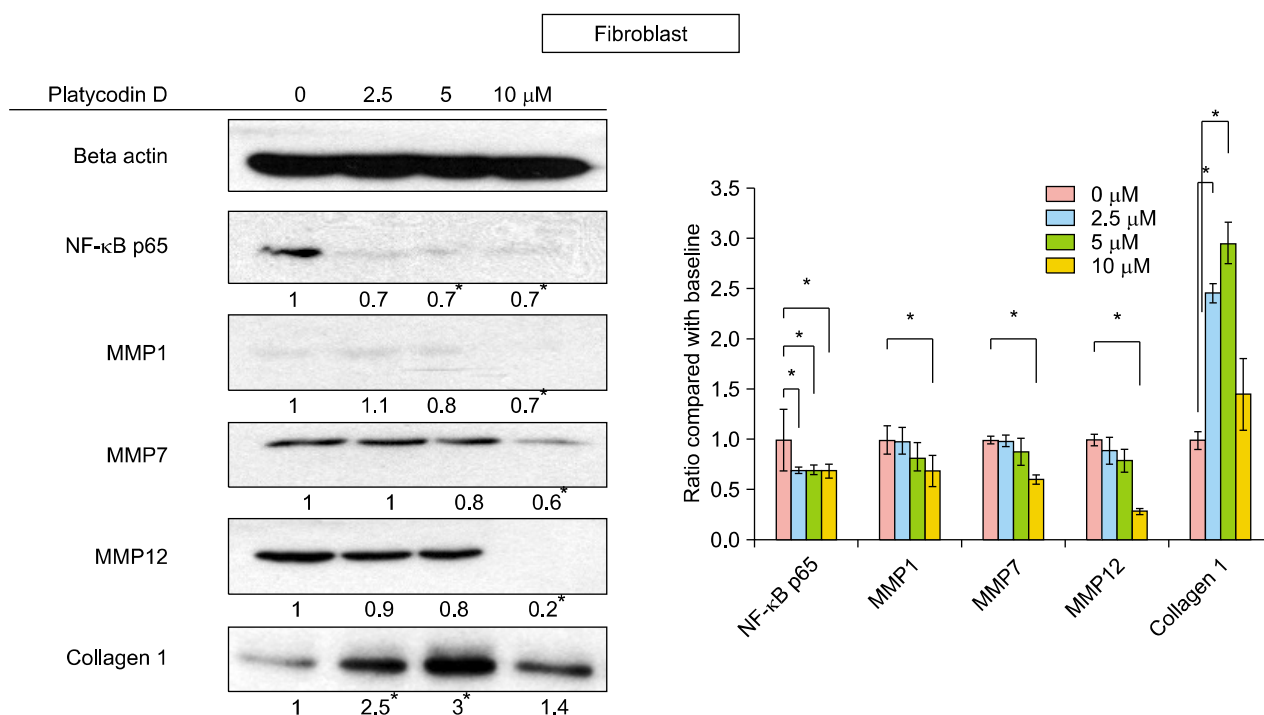 Fibroblast
Platycodin D 0 2.5 5 10 μM
Beta actin
NF-κB p65
1 0.7 0.7* 0.7*
MMP1
1 1.1 0.8 0.7*
MMP7
1 1 0.8 0.6*
MMP12
1 0.9 0.8 0.2*
Collagen 1
1 2.5* 3* 1.4
Ratio compared with baseline
3.5
3.0
2.5
2.0
1.5
1.0
0.5
0.0
0 μM
2.5 μM
5 μM
10 μM
*
*
*
*
*
*
*
*
NF-κB p65
MMP1
MMP7
MMP12
Collagen 1